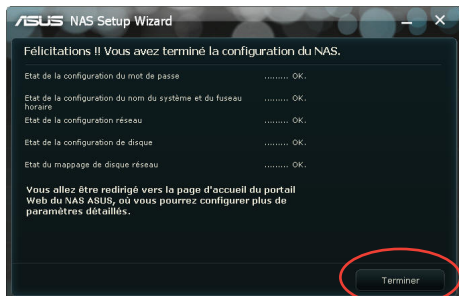 ASUS NAS Setup Wizard
Félicitations !! Vous avez terminé la configuration du NAS.
Etat de la configuration du mot de passe ......... OK.
Etat de la configuration du nom du système et du fuseau ......... OK.
horaire
Etat de la configuration réseau ......... OK.
Etat de la configuration de disque ......... OK.
Etat du mappage de disque réseau ......... OK.
Vous allez être redirigé vers la page d'accueil du portail
Web du NAS ASUS, où vous pourrez configurer plus de
paramètres détaillés.
Terminer